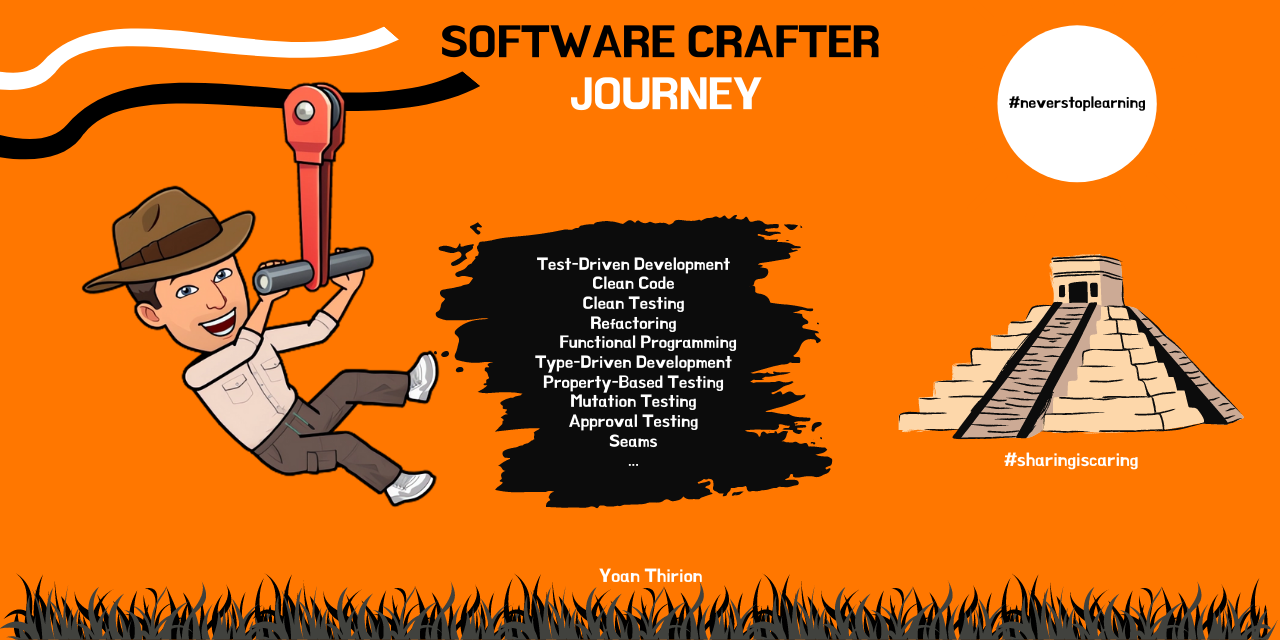 SOFTWARE CRAFTER
JOURNEY
#neverstoplearning
Test-Driven Development
Clean Code
Clean Testing
Refactoring
Functional Programming
Type-Driven Development
Property-Based Testing
Mutation Testing
Approval Testing
Seams
...
#sharingiscaring
Yoan Thirion